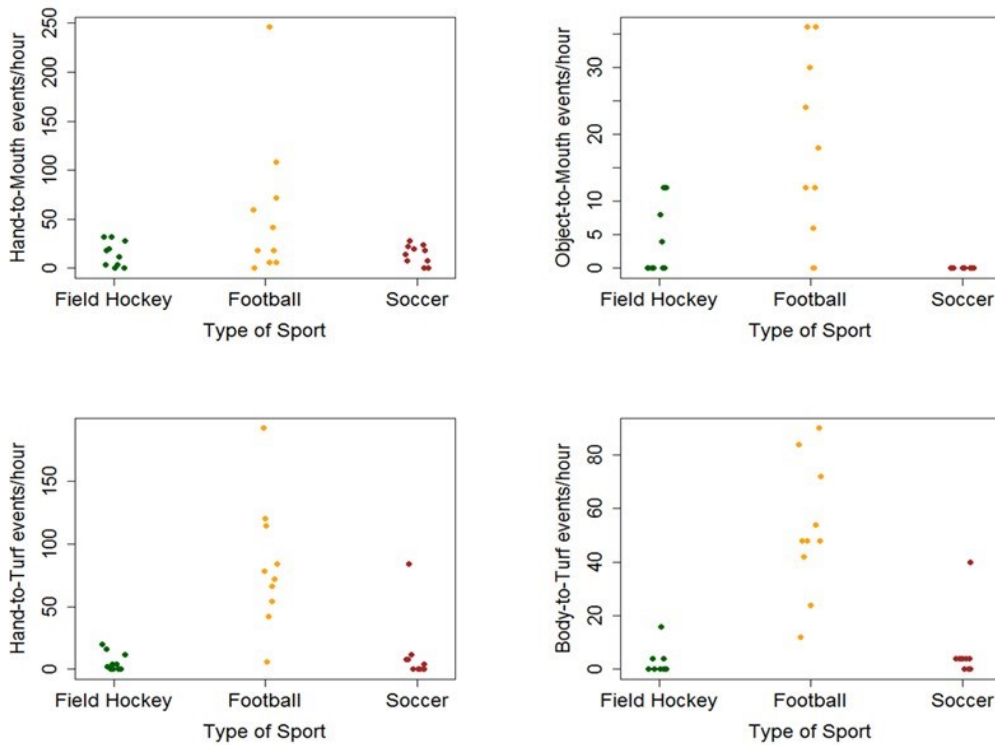 Hand-to-Mouth events/hour
250
200
150
100
50
0
Field Hockey Football Soccer
Type of Sport
Object-to-Mouth events/hour
30
20
10
5
0
Field Hockey Football Soccer
Type of Sport
Hand-to-Turf events/hour
150
100
50
0
Field Hockey Football Soccer
Type of Sport
Body-to-Turf events/hour
80
60
40
20
0
Field Hockey Football Soccer
Type of Sport